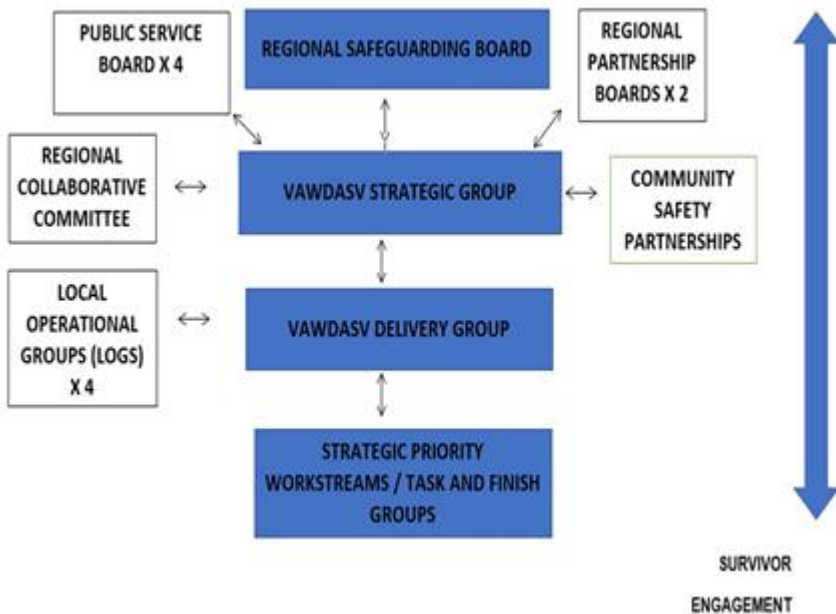 PUBLIC SERVICE
BOARD X 4
REGIONAL SAFEGUARDING BOARD
REGIONAL
PARTNERSHIP
BOARDS X 2
REGIONAL
COLLABORATIVE
COMMITTEE
VAWDASV STRATEGIC GROUP
COMMUNITY
SAFETY
PARTNERSHIPS
LOCAL
OPERATIONAL
GROUPS (LOGS)
X 4
VAWDASV DELIVERY GROUP
STRATEGIC PRIORITY
WORKSTREAMS / TASK AND FINISH
GROUPS
SURVIVOR
ENGAGEMENT